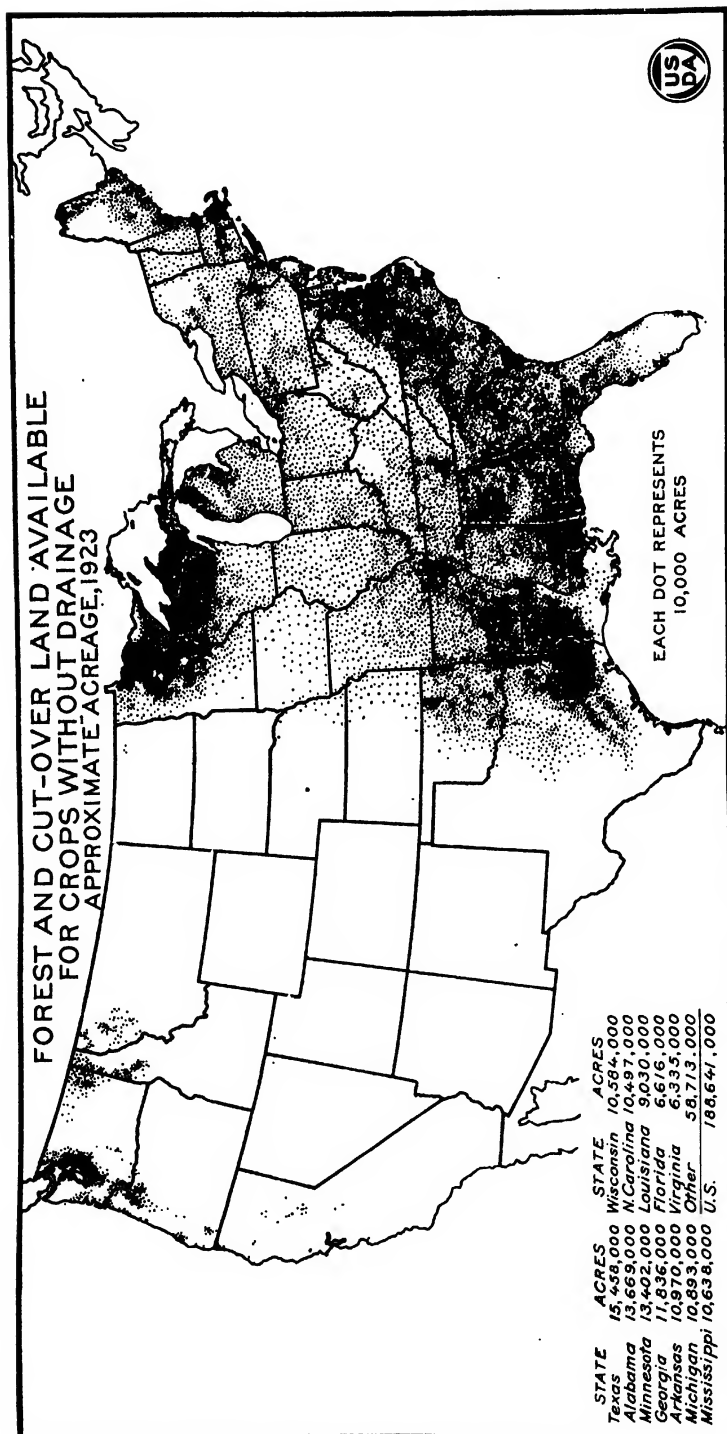 FOREST AND CUT-OVER LAND AVAILABLE
FOR CROPS WITHOUT DRAINAGE
APPROXIMATE ACREAGE, 1923
EACH DOT REPRESENTS
10,000 ACRES
STATE ACRES STATE ACRES
Texas 15,458,000 Wisconsin 10,584,000
Alabama 13,669,000 N. Carolina 10,497,000
Minnesota 13,402,000 Louisiana 9,030,000
Georgia 11,836,000 Florida 6,616,000
Arkansas 10,970,000 Virginia 6,335,000
Michigan 10,893,000 Other 58,713,000
Mississippi 10,638,000 U.S. 188,641,000
US
DA